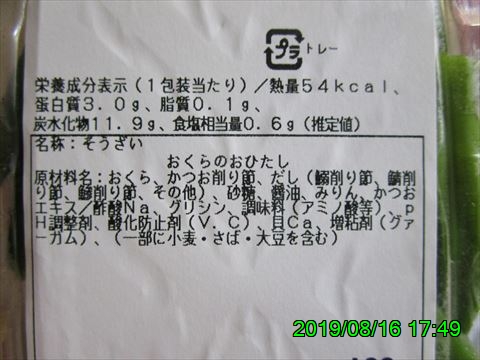 プラ トレー
栄養成分表示(1包装当たり)/熱量54kcal、
蛋白質3.0g、脂質0.1g、
炭水化物11.9g、食塩相当量0.6g(推定値)
名称:そうざい
おくらのおひたし
原材料名:おくら、かつお削り節、だし(鰹削り節、鯖削
り節、鰯削り節、その他)、砂糖、醤油、みりん、かつお
エキス/酢酸Na、グリシン、調味料(アミノ酸等)、p
H調整剤、酸化防止剤(V.C)、貝Ca、増粘剤(グァ
ーガム)、(一部に小麦・さば・大豆を含む)
2019/08/16 17:49